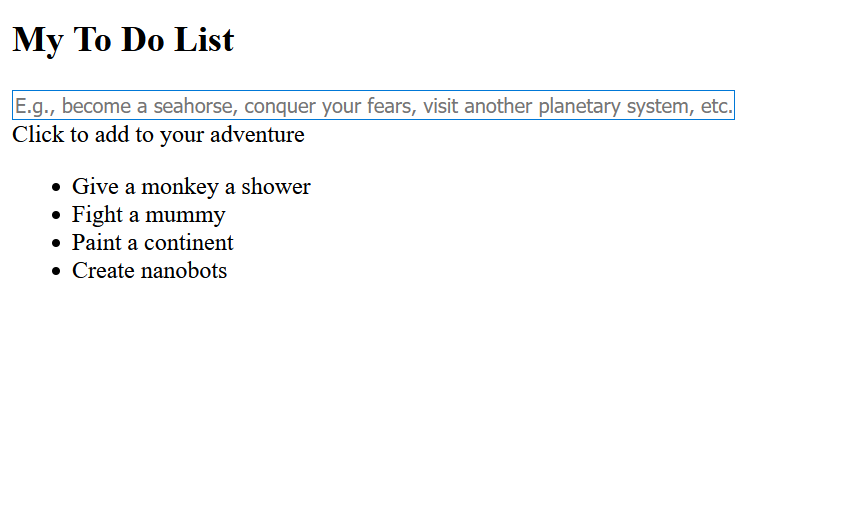 My To Do List
E.g., become a seahorse, conquer your fears, visit another planetary system, etc.
Click to add to your adventure
• Give a monkey a shower
• Fight a mummy
• Paint a continent
• Create nanobots